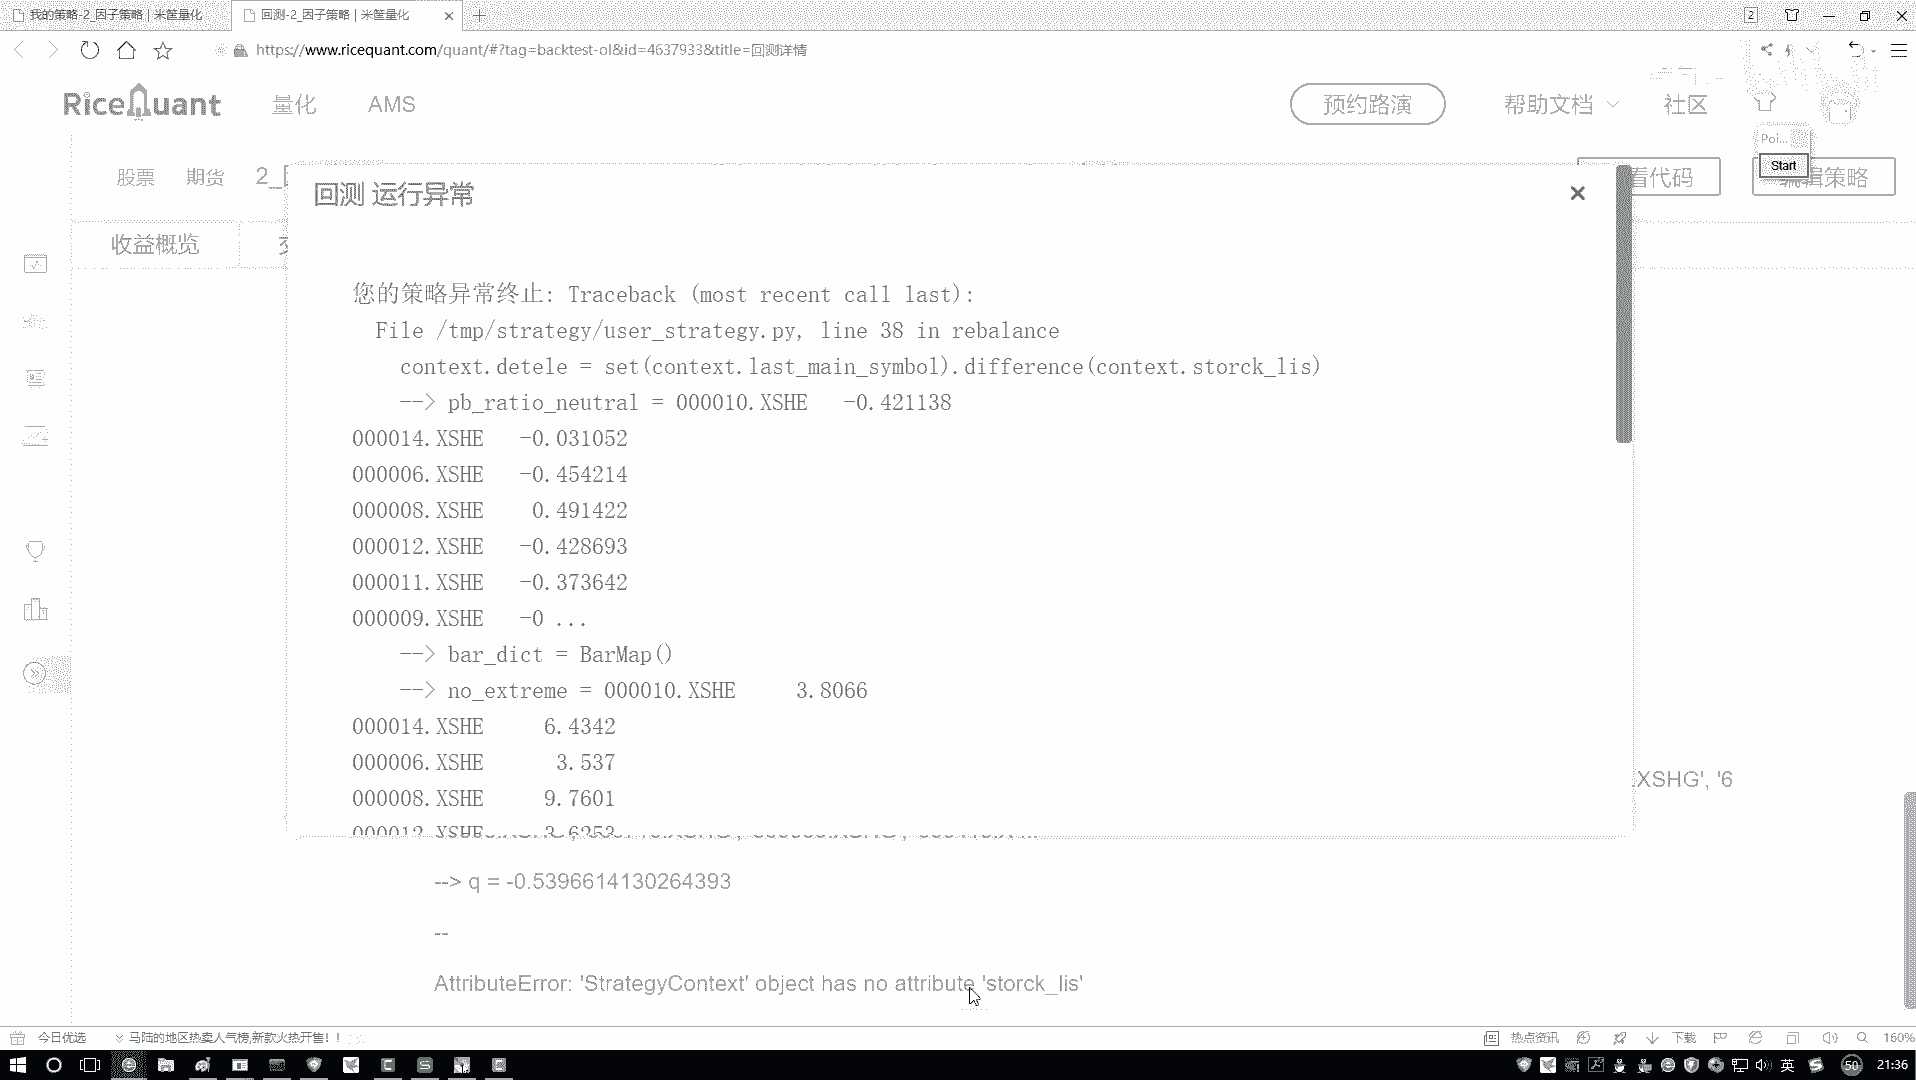 我的策略-2_因子策略 | 米筐量化
回测-2_因子策略 | 米筐量化
2
https://www.ricequant.com/quant/#?tag=backtest-ol&id=4637933&title=回测详情
RiceQuant
量化
AMS
预约路演
帮助文档
社区
Poi...
Start
股票
期货
2_
看代码
编辑策略
回测 运行异常
收益概览
您的策略异常终止: Traceback (most recent call last):
File /tmp/strategy/user_strategy.py, line 38 in rebalance
context.detele = set(context.last_main_symbol).difference(context.storck_lis)
--> pb_ratio_neutral = 000010.XSHE -0.421138
000014.XSHE -0.031052
000006.XSHE -0.454214
000008.XSHE 0.491422
000012.XSHE -0.428693
000011.XSHE -0.373642
000009.XSHE -0 ...
--> bar_dict = BarMap()
--> no_extreme = 000010.XSHE 3.8066
000014.XSHE 6.4342
000006.XSHE 3.537
000008.XSHE 9.7601
.XSHG', '6
000012.XSHE 3.6253
--> q = -0.5396614130264393
--
AttributeError: 'StrategyContext' object has no attribute 'storck_lis'
今日优选
马陆的地区热卖人气榜,新款火热开售！！
热点资讯
下载
160%
英
50
21:36